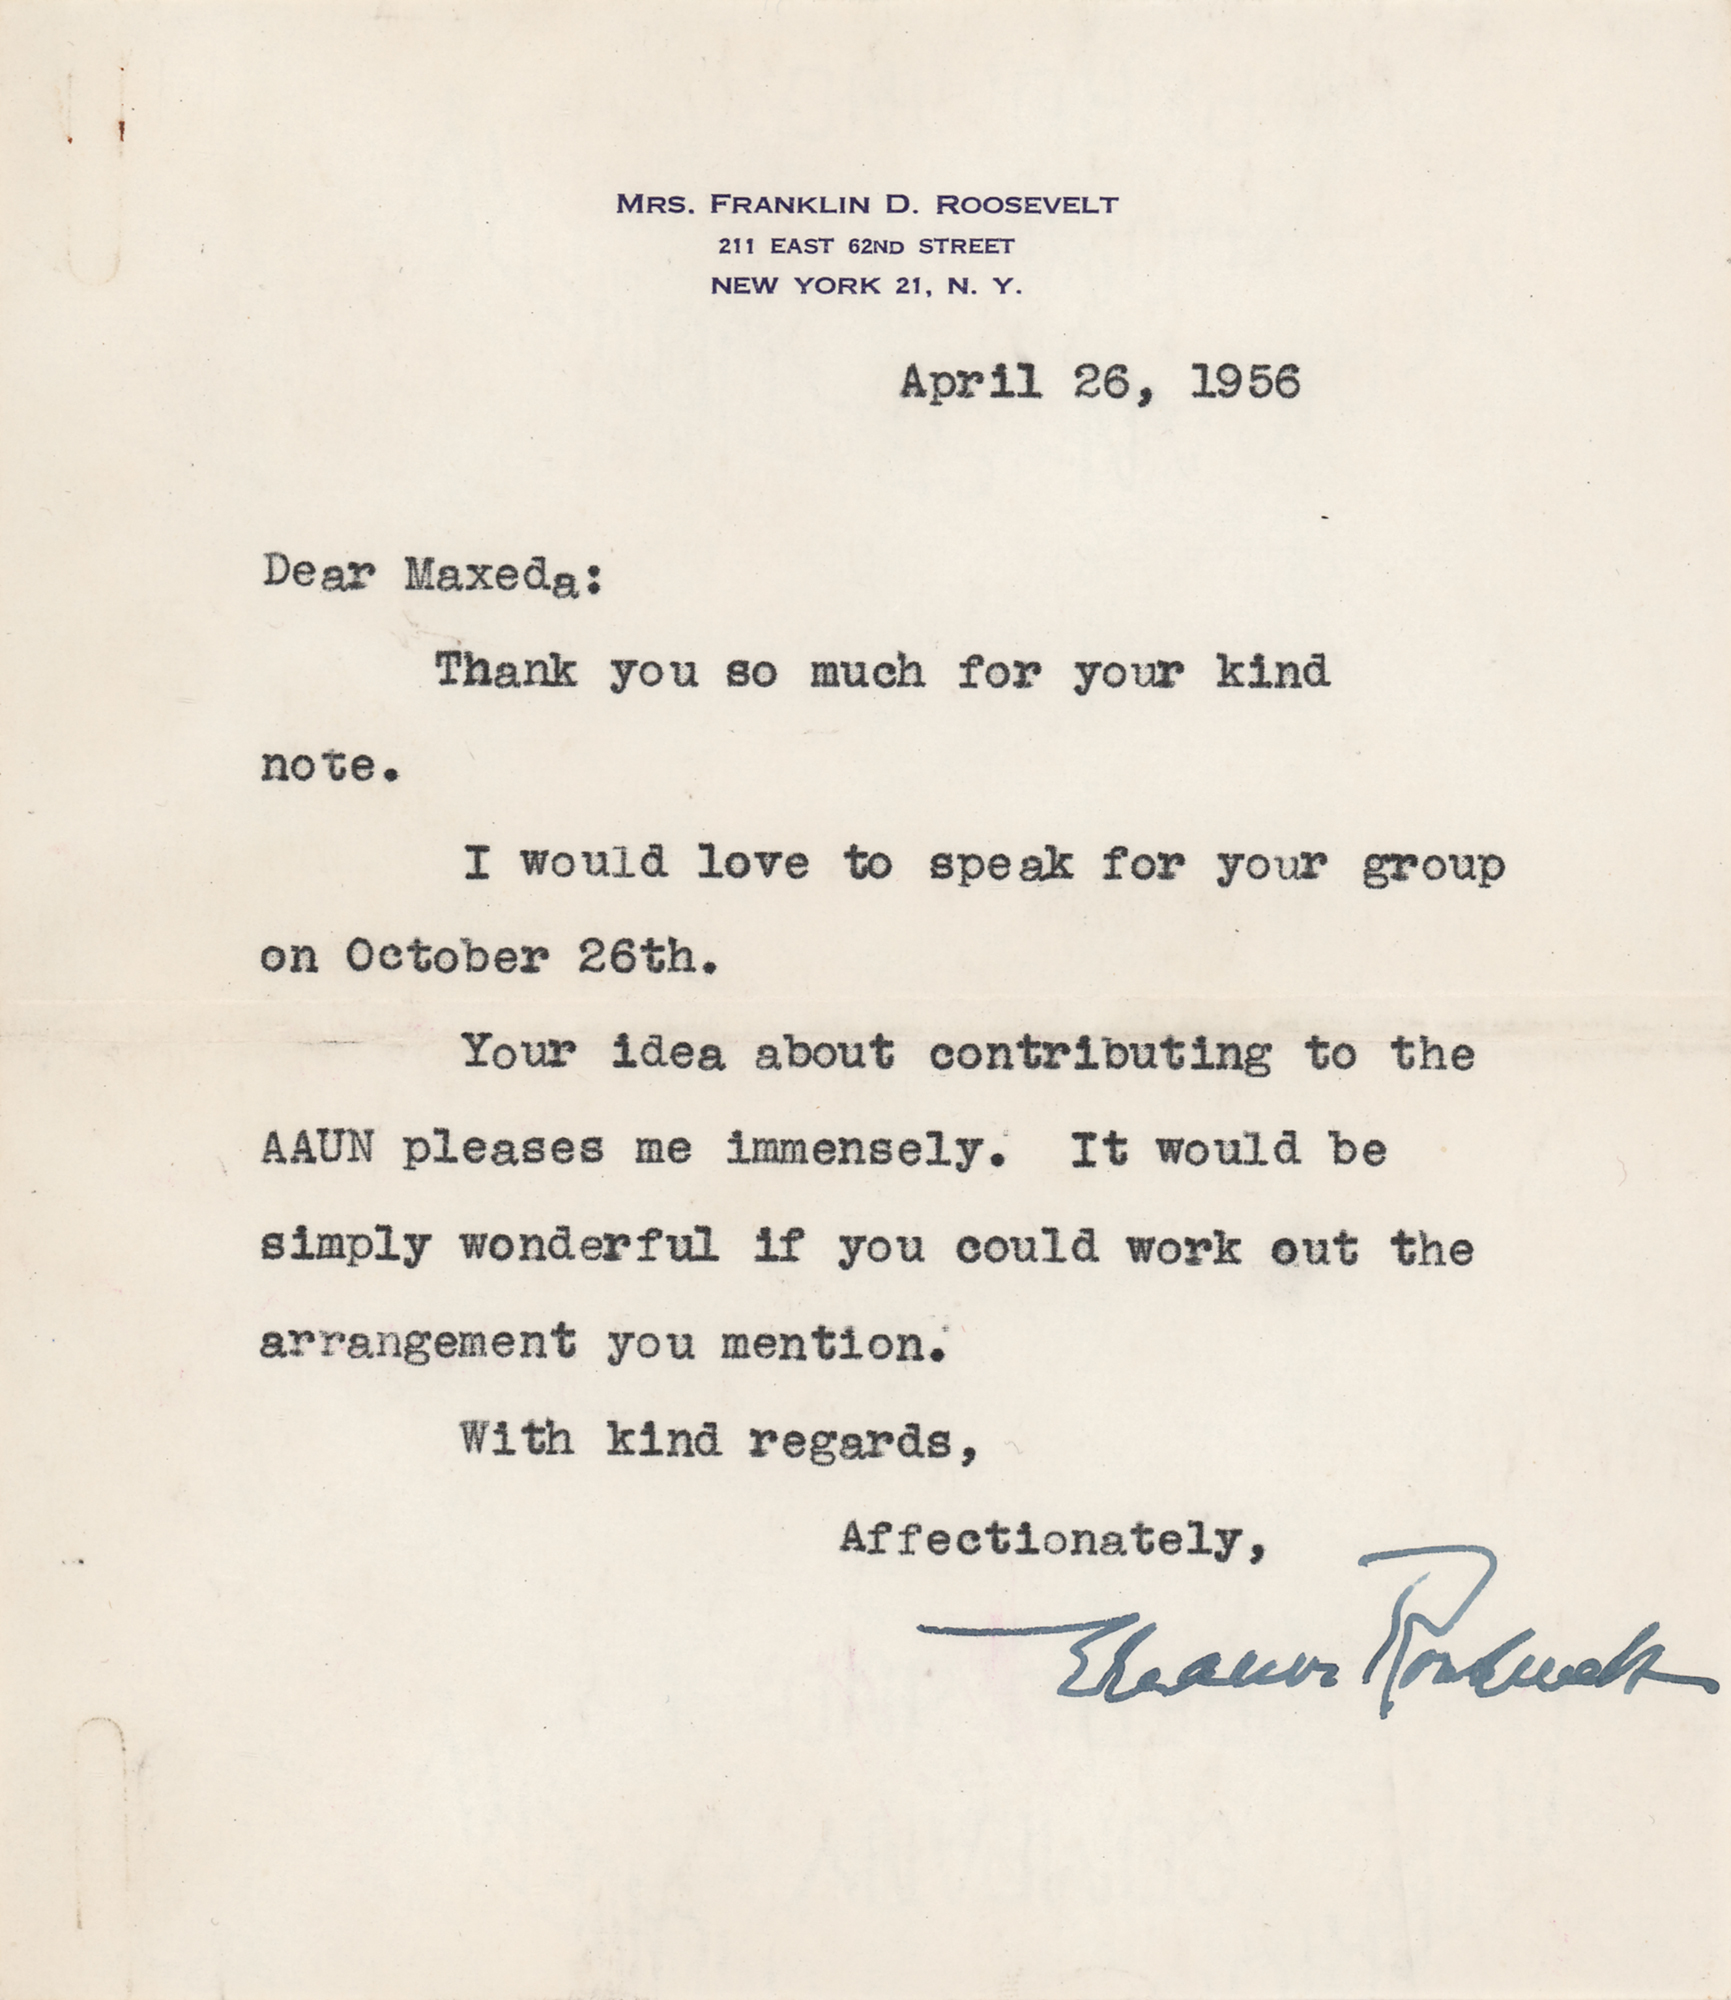 MRS. FRANKLIN D. ROOSEVELT
211 EAST 62ND STREET
NEW YORK 21, N. Y.
April 26, 1956
Dear Maxeda:
Thank you so much for your kind
note.
I would love to speak for your group
on October 26th.
Your idea about contributing to the
AAUN pleases me immensely. It would be
simply wonderful if you could work out the
arrangement you mention.
With kind regards,
Affectionately,
Eleanor Roosevelt